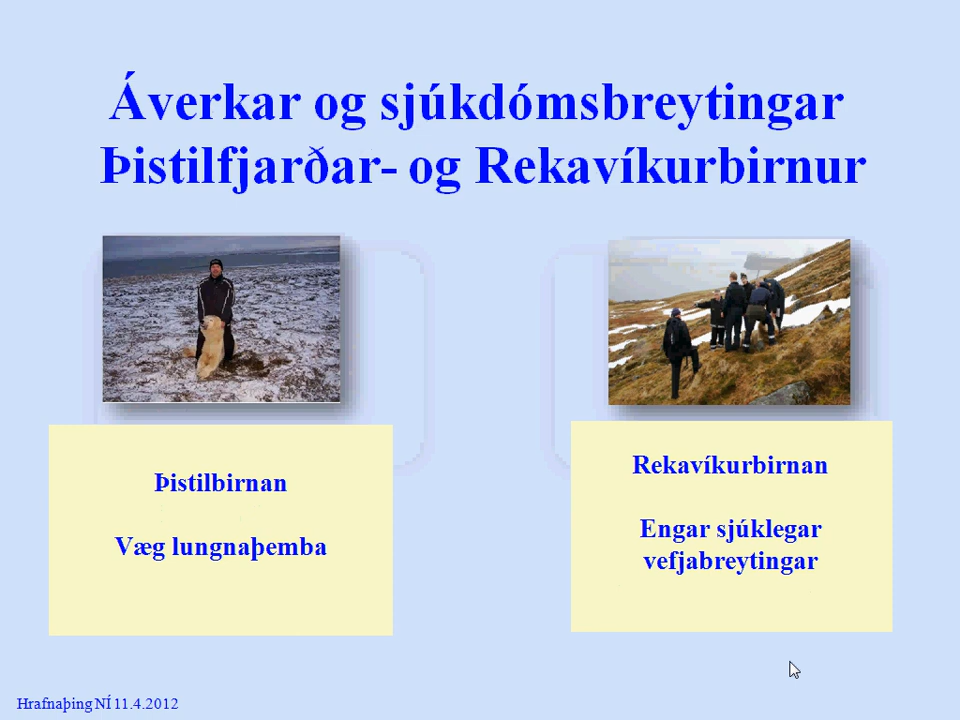 Áverkar og sjúkdómsbreytingar
Þistilfjarðar- og Rekavíkurbirnur
Þistilbirnan
Væg lungnaþemba
Rekavíkurbirnan
Engar sjúklegar
vefjabreytingar
Hrafnaþing NÍ 11.4.2012